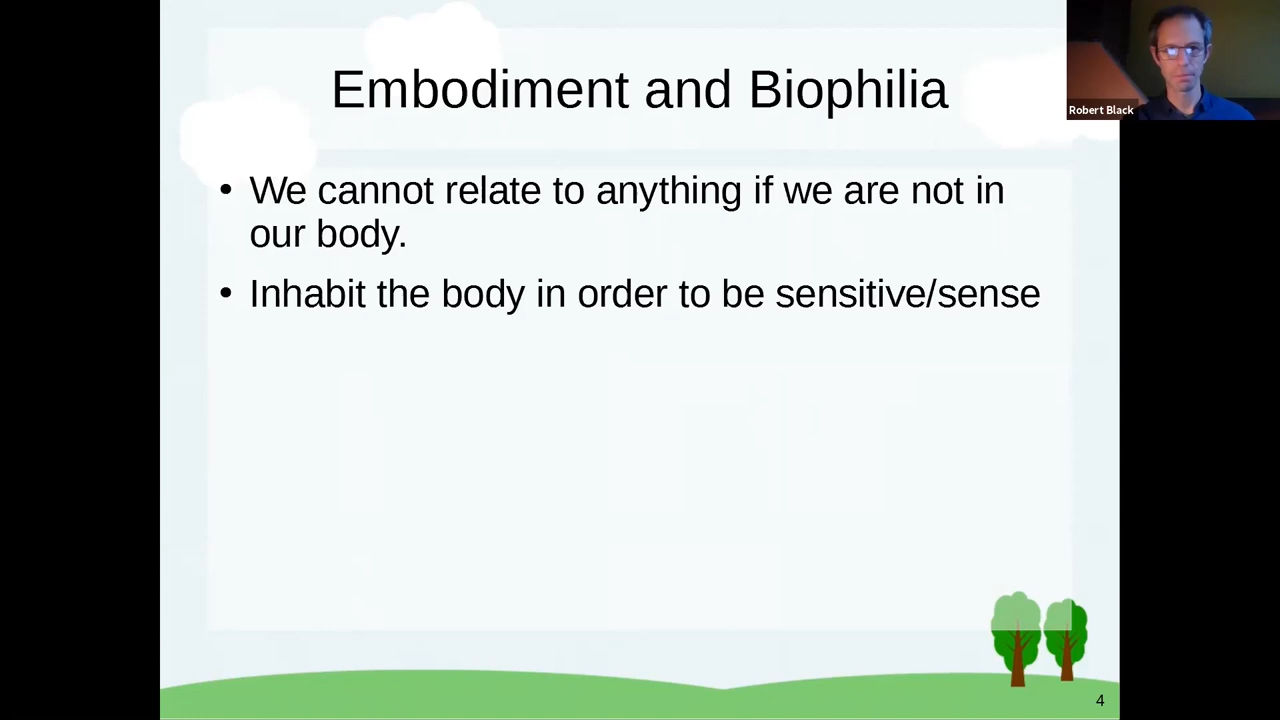 Embodiment and Biophilia
Robert Black
• We cannot relate to anything if we are not in
our body.
• Inhabit the body in order to be sensitive/sense
4